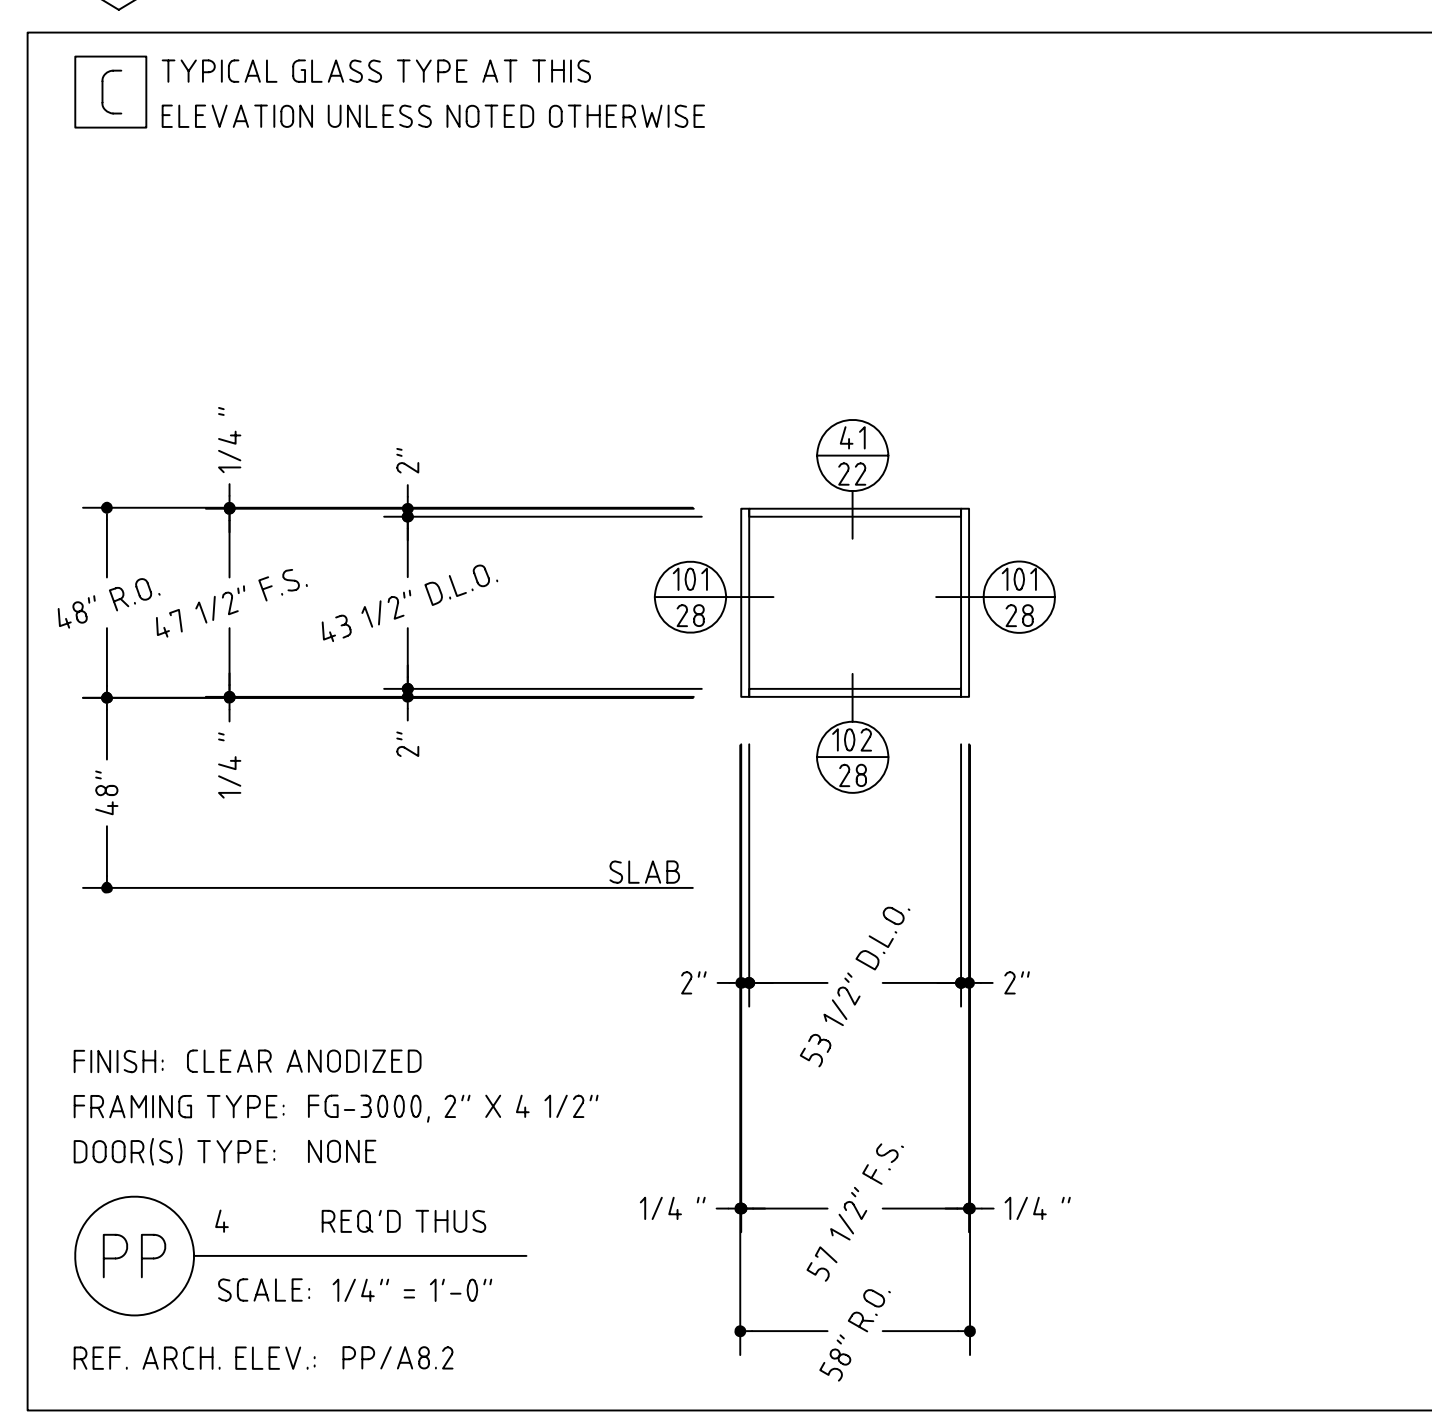 C
TYPICAL GLASS TYPE AT THIS
ELEVATION UNLESS NOTED OTHERWISE
1/4 "
2"
41
22
48" R.O.
47 1/2" F.S.
43 1/2" D.L.O.
101
28
101
28
1/4 "
2"
102
28
48"
SLAB
2"
53 1/2" D.L.O.
2"
FINISH: CLEAR ANODIZED
FRAMING TYPE: FG-3000, 2" X 4 1/2"
DOOR(S) TYPE: NONE
1/4 "
57 1/2" F.S.
1/4 "
PP
4 REQ'D THUS
SCALE: 1/4" = 1'-0"
58" R.O.
REF. ARCH. ELEV.: PP/A8.2